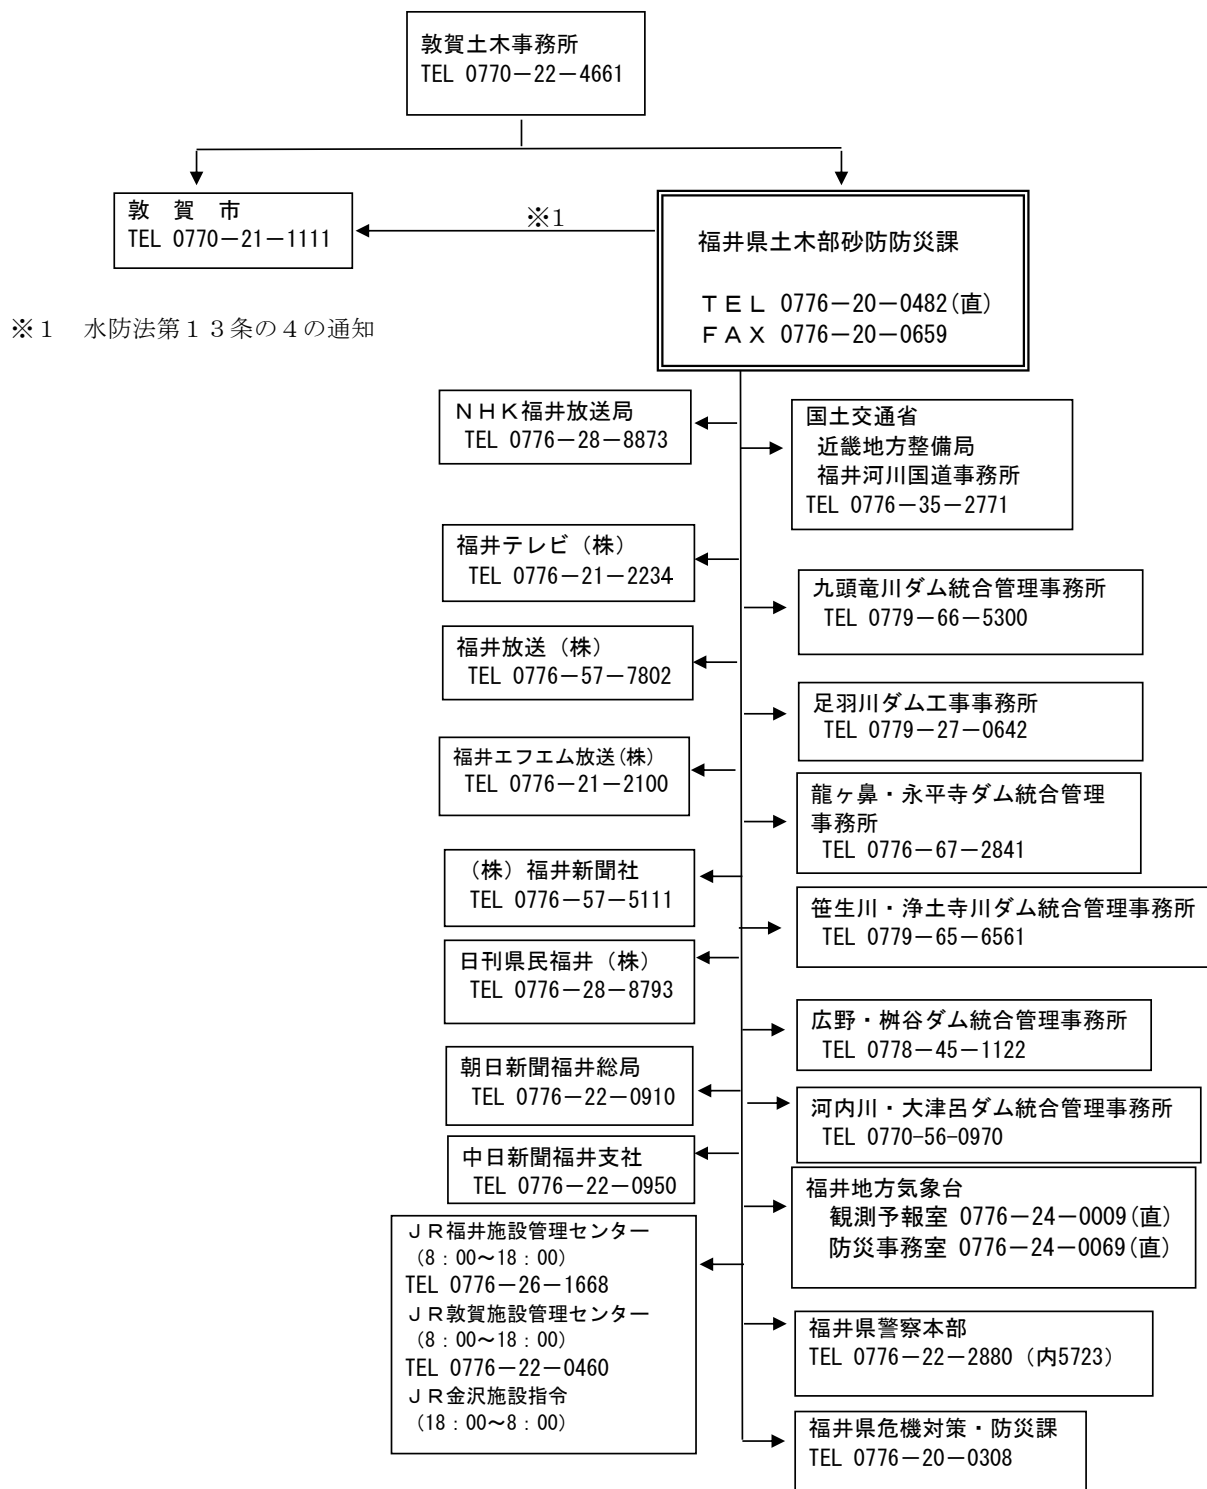 敦賀土木事務所
TEL 0770－22－4661
敦　賀　市
TEL 0770－21－1111
※1
福井県土木部砂防防災課
ＴＥＬ 0776－20－0482(直)
ＦＡＸ 0776－20－0659
※１　水防法第１３条の４の通知
ＮＨＫ福井放送局
TEL 0776－28－8873
福井テレビ（株）
TEL 0776－21－2234
福井放送（株）
TEL 0776－57－7802
福井エフエム放送(株)
TEL 0776－21－2100
（株）福井新聞社
TEL 0776－57－5111
日刊県民福井（株）
TEL 0776－28－8793
朝日新聞福井総局
TEL 0776－22－0910
中日新聞福井支社
TEL 0776－22－0950
ＪＲ福井施設管理センター
(8：00～18：00)
TEL 0776－26－1668
ＪＲ敦賀施設管理センター
(8：00～18：00)
TEL 0776－22－0460
ＪＲ金沢施設指令
(18：00～8：00)
国土交通省
近畿地方整備局
福井河川国道事務所
TEL 0776－35－2771
九頭竜川ダム統合管理事務所
TEL 0779－66－5300
足羽川ダム工事事務所
TEL 0779－27－0642
龍ヶ鼻・永平寺ダム統合管理
事務所
TEL 0776－67－2841
笹生川・浄土寺川ダム統合管理事務所
TEL 0779－65－6561
広野・桝谷ダム統合管理事務所
TEL 0778－45－1122
河内川・大津呂ダム統合管理事務所
TEL 0770-56-0970
福井地方気象台
観測予報室 0776－24－0009(直)
防災事務室 0776－24－0069(直)
福井県警察本部
TEL 0776－22－2880（内5723）
福井県危機対策・防災課
TEL 0776－20－0308